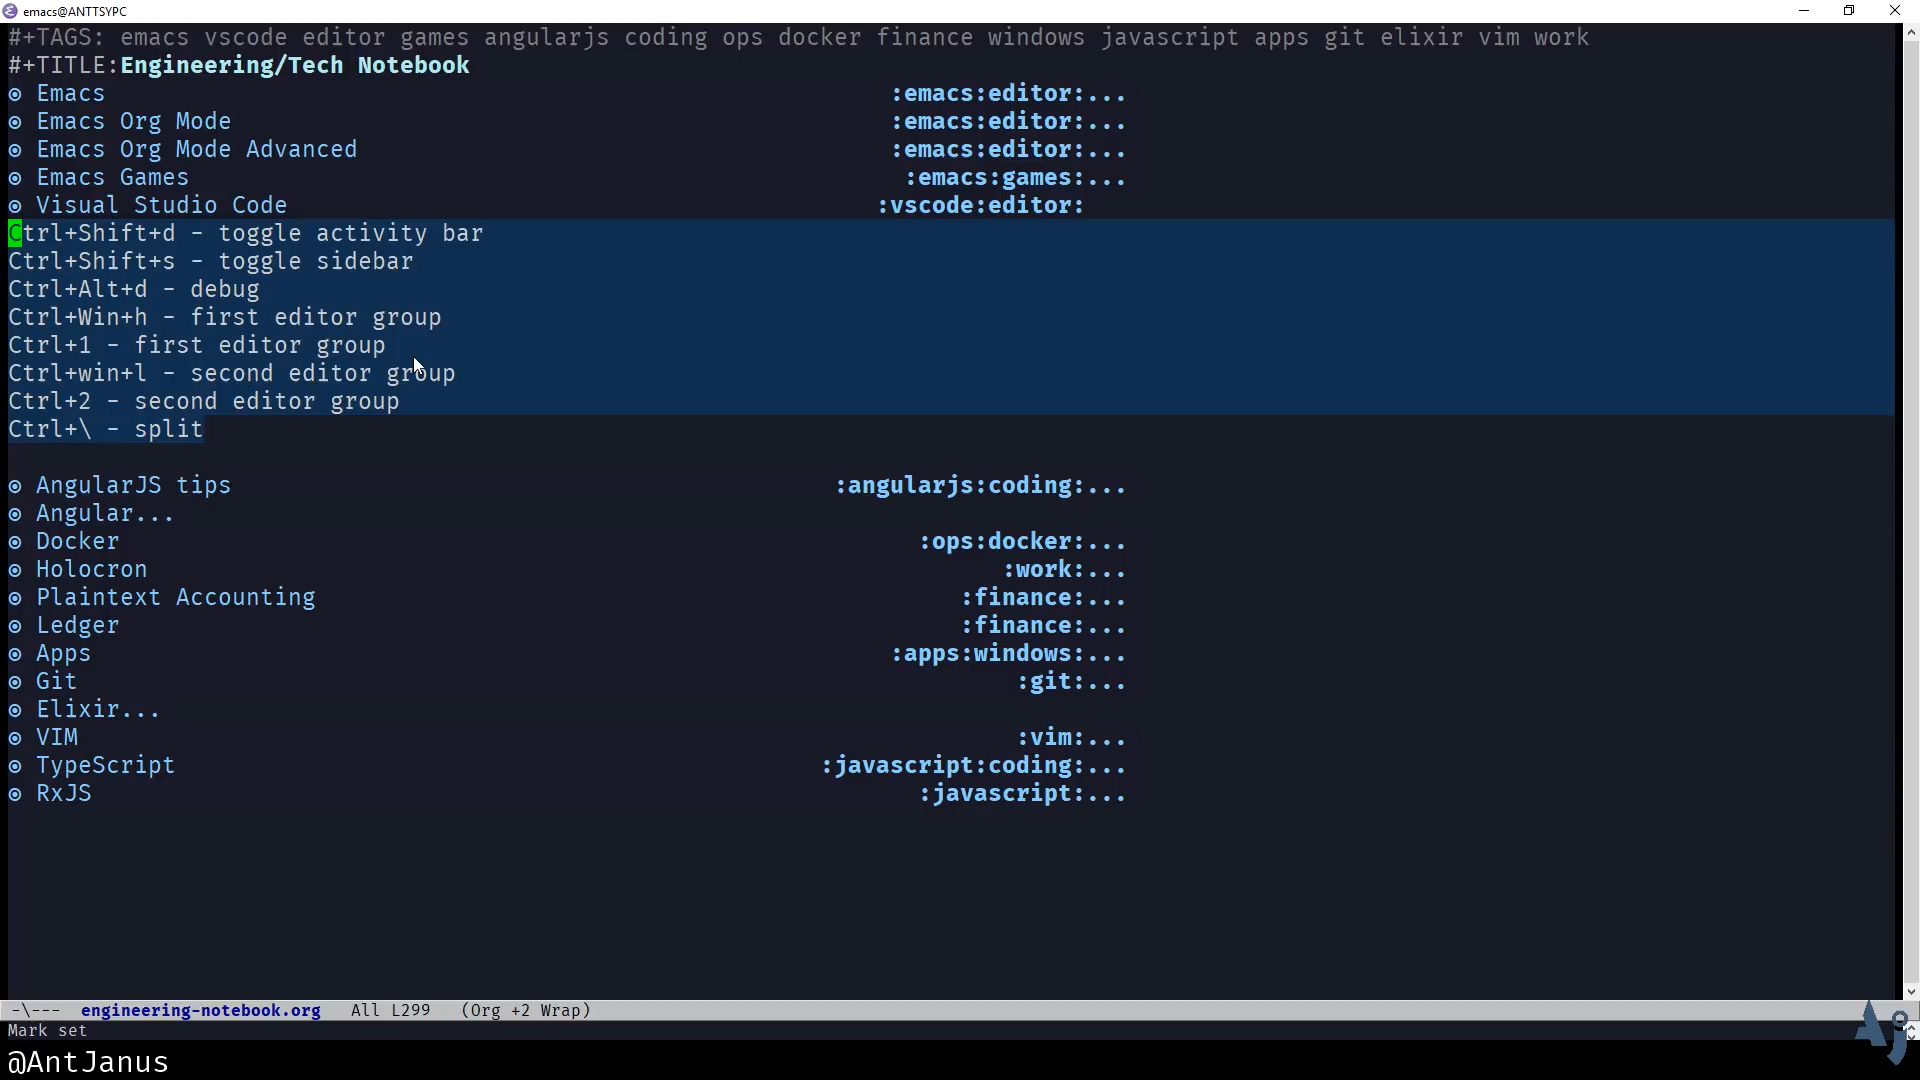 emacs@ANTTSYPC
#+TAGS: emacs vscode editor games angularjs coding ops docker finance windows javascript apps git elixir vim work
#+TITLE:Engineering/Tech Notebook
Emacs :emacs:editor:...
Emacs Org Mode :emacs:editor:...
Emacs Org Mode Advanced :emacs:editor:...
Emacs Games :emacs:games:...
Visual Studio Code :vscode:editor:
Ctrl+Shift+d - toggle activity bar
Ctrl+Shift+s - toggle sidebar
Ctrl+Alt+d - debug
Ctrl+Win+h - first editor group
Ctrl+1 - first editor group
Ctrl+win+l - second editor group
Ctrl+2 - second editor group
Ctrl+\ - split
AngularJS tips :angularjs:coding:...
Angular...
Docker :ops:docker:...
Holocron :work:...
Plaintext Accounting :finance:...
Ledger :finance:...
Apps :apps:windows:...
Git :git:...
Elixir...
VIM :vim:...
TypeScript :javascript:coding:...
RxJS :javascript:...
-\--- engineering-notebook.org All L299 (Org +2 Wrap)
Mark set
@AntJanus
Aj